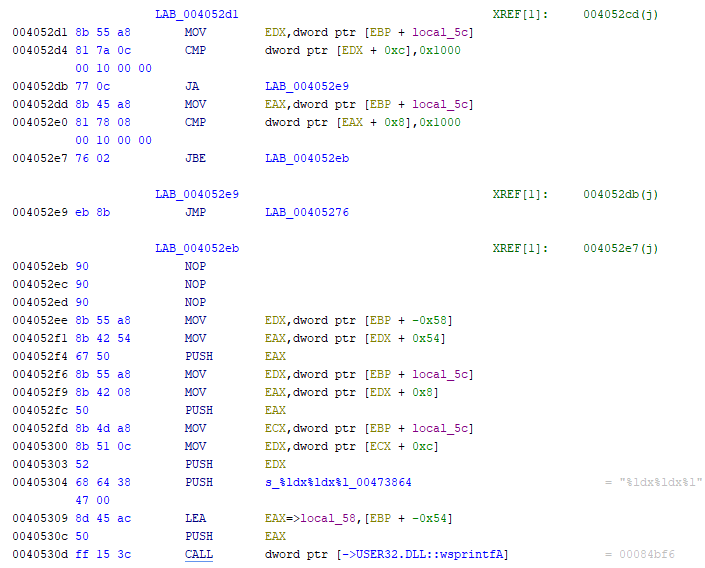 LAB_004052d1 XREF[1]: 004052cd(j)
004052d1 8b 55 a8 MOV EDX,dword ptr [EBP + local_5c]
004052d4 81 7a 0c CMP dword ptr [EDX + 0xc],0x1000
00 10 00 00
004052db 77 0c JA LAB_004052e9
004052dd 8b 45 a8 MOV EAX,dword ptr [EBP + local_5c]
004052e0 81 78 08 CMP dword ptr [EAX + 0x8],0x1000
00 10 00 00
004052e7 76 02 JBE LAB_004052eb
LAB_004052e9 XREF[1]: 004052db(j)
004052e9 eb 8b JMP LAB_00405276
LAB_004052eb XREF[1]: 004052e7(j)
004052eb 90 NOP
004052ec 90 NOP
004052ed 90 NOP
004052ee 8b 55 a8 MOV EDX,dword ptr [EBP + -0x58]
004052f1 8b 42 54 MOV EAX,dword ptr [EDX + 0x54]
004052f4 67 50 PUSH EAX
004052f6 8b 55 a8 MOV EDX,dword ptr [EBP + local_5c]
004052f9 8b 42 08 MOV EAX,dword ptr [EDX + 0x8]
004052fc 50 PUSH EAX
004052fd 8b 4d a8 MOV ECX,dword ptr [EBP + local_5c]
00405300 8b 51 0c MOV EDX,dword ptr [ECX + 0xc]
00405303 52 PUSH EDX
00405304 68 64 38 PUSH s_%ldx%ldx%l_00473864 = "%ldx%ldx%l"
47 00
00405309 8d 45 ac LEA EAX=>local_58,[EBP + -0x54]
0040530c 50 PUSH EAX
0040530d ff 15 3c CALL dword ptr [->USER32.DLL::wsprintfA] = 00084bf6